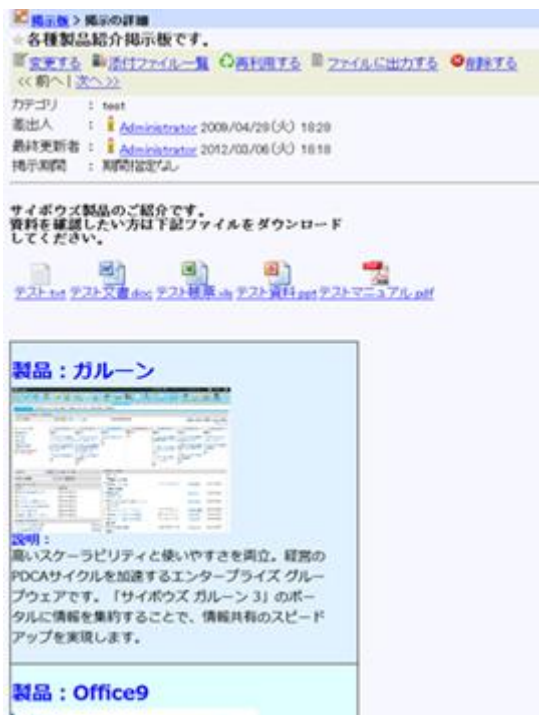 掲示板 > 掲示の詳細
各種製品紹介掲示板です。
変更する 添付ファイル一覧 再利用する ファイルに出力する 削除する
<< 前へ | 次へ >>
カテゴリ : test
差出人 : Administrator 2009/04/28(火) 18:28
最終更新者 : Administrator 2012/03/06(火) 16:18
掲示期間 : 期間指定なし
サイボウズ製品のご紹介です。
資料を確認したい方は下記ファイルをダウンロード
してください。
テスト.txt テスト文書.doc テスト帳票.xls テスト資料.ppt テストマニュアル.pdf
製品：ガルーン
説明：
高いスケーラビリティと使いやすさを両立。経営の
PDCAサイクルを加速するエンタープライズ グルー
プウェアです。「サイボウズ ガルーン 3」のポー
タルに情報を集約することで、情報共有のスピード
アップを実現します。
製品：Office9